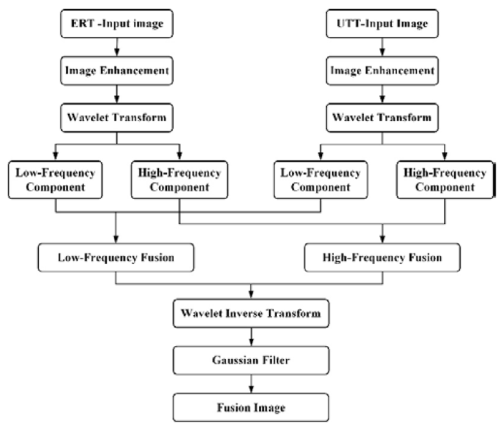 ERT -Input image
UTT-Input Image
Image Enhancement
Image Enhancement
Wavelet Transform
Wavelet Transform
Low-Frequency
Component
High-Frequency
Component
Low-Frequency
Component
High-Frequency
Component
Low-Frequency Fusion
High-Frequency Fusion
Wavelet Inverse Transform
Gaussian Filter
Fusion Image